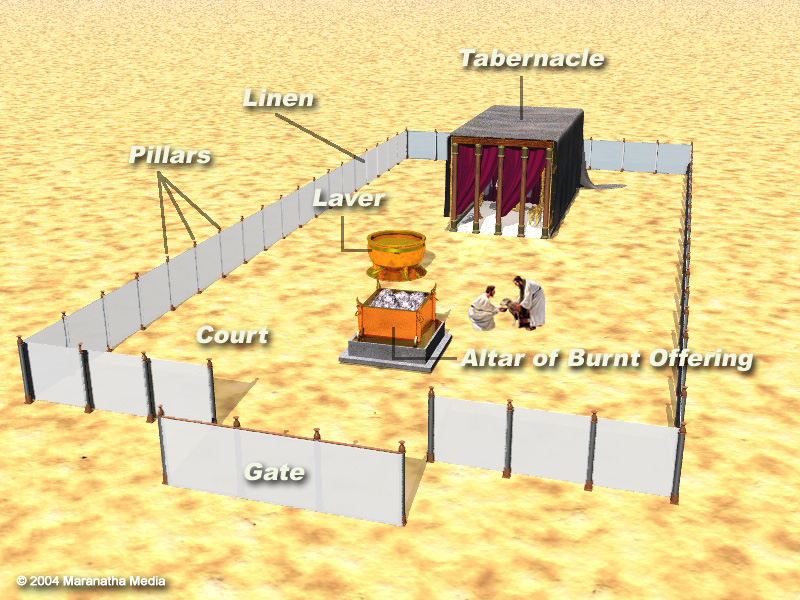 Tabernacle
Linen
Pillars
Laver
Court
Altar of Burnt Offering
Gate
© 2004 Maranatha Media